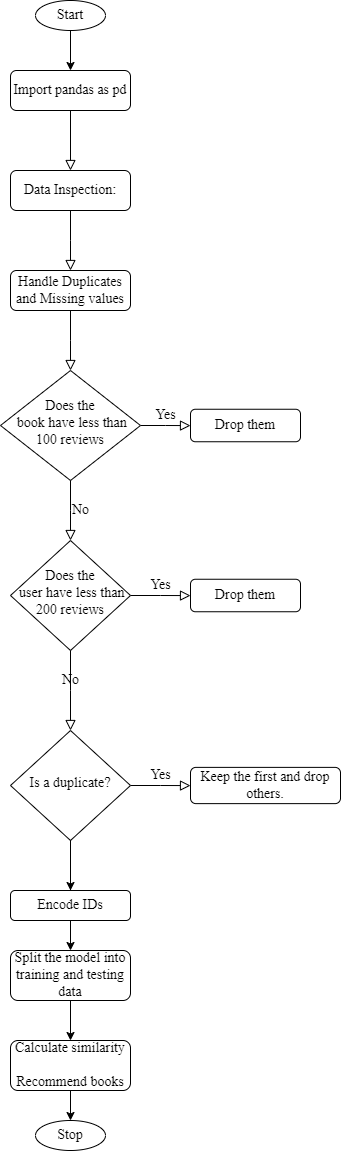 Start
Import pandas as pd
Data Inspection:
Handle Duplicates
and Missing values
Does the
book have less than
100 reviews
Yes
Drop them
No
Does the
user have less than
200 reviews
Yes
Drop them
No
Is a duplicate?
Yes
Keep the first and drop
others.
Encode IDs
Split the model into
training and testing
data
Calculate similarity
Recommend books
Stop